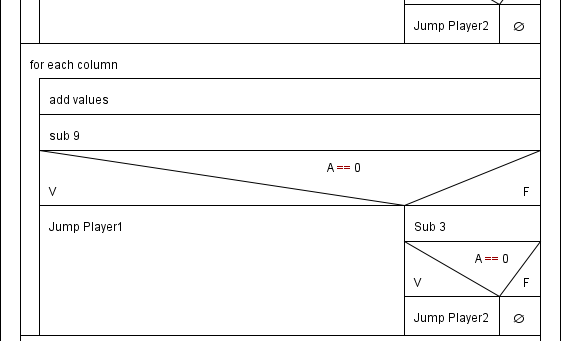 Jump Player2 ∅
for each column
add values
sub 9
A == 0
V F
Jump Player1 Sub 3
A == 0
V F
Jump Player2 ∅